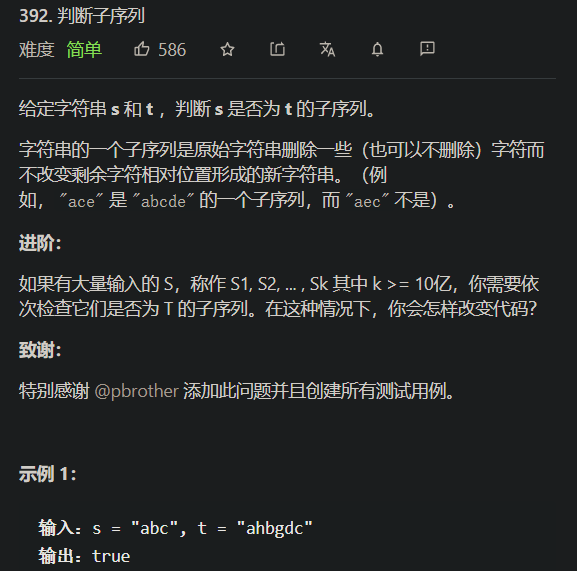 392. 判断子序列
难度 简单 586
给定字符串 s 和 t ，判断 s 是否为 t 的子序列。
字符串的一个子序列是原始字符串删除一些（也可以不删除）字符而
不改变剩余字符相对位置形成的新字符串。（例
如，"ace"是"abcde"的一个子序列，而"aec"不是）。
进阶：
如果有大量输入的 S，称作 S1, S2, ... , Sk 其中 k >= 10亿，你需要依
次检查它们是否为 T 的子序列。在这种情况下，你会怎样改变代码？
致谢：
特别感谢 @pbrother 添加此问题并且创建所有测试用例。
示例 1：
输入：s = "abc", t = "ahbgdc"
输出：true